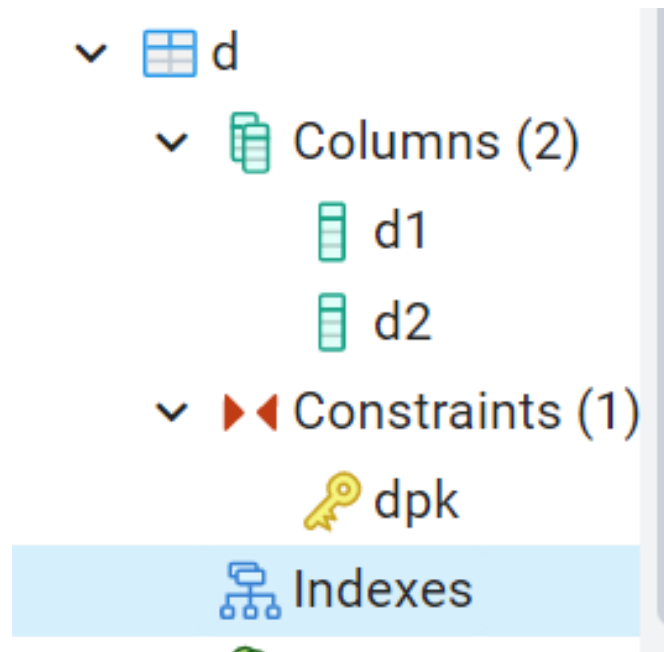 d
Columns (2)
d1
d2
Constraints (1)
dpk
Indexes